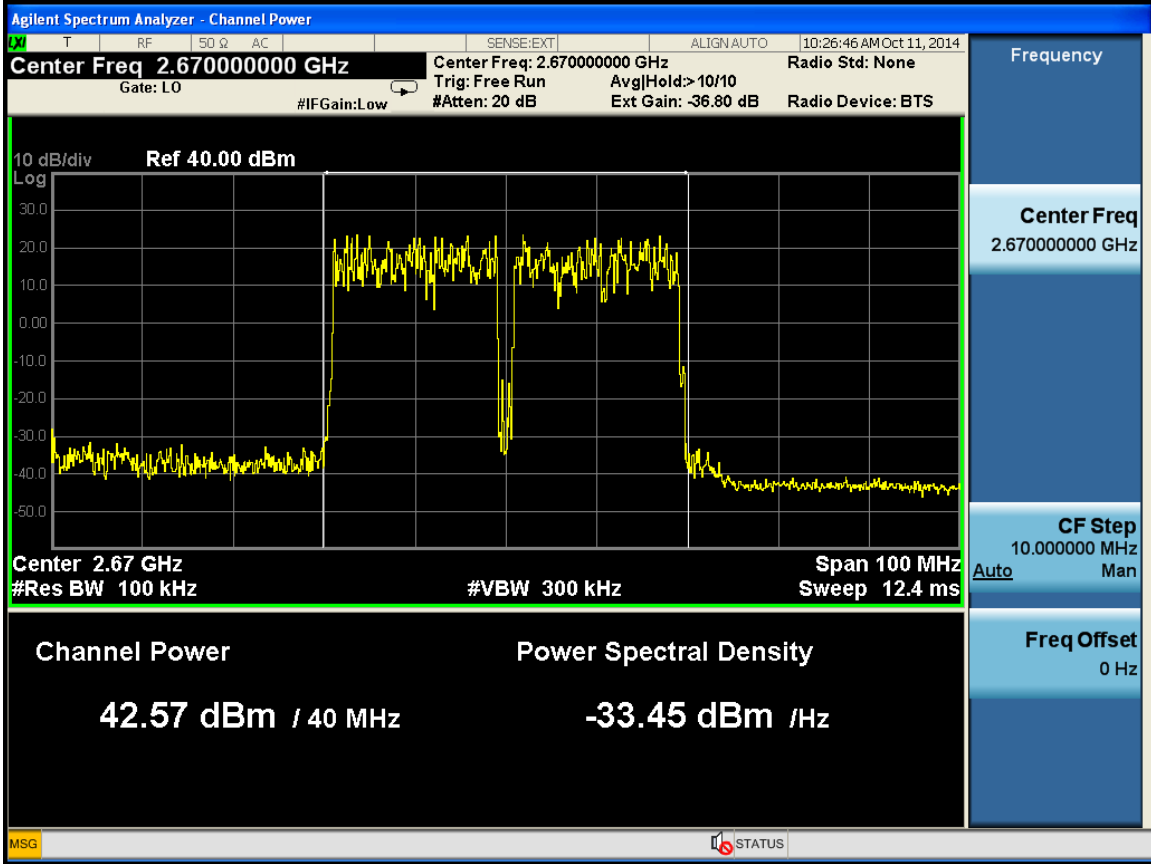 Agilent Spectrum Analyzer - Channel Power
LXI T RF 50 Ω AC SENSE:EXT ALIGN AUTO 10:26:46 AM Oct 11, 2014
Center Freq 2.670000000 GHz
Gate: LO
#IFGain:Low
Center Freq: 2.670000000 GHz
Trig: Free Run Avg|Hold:>10/10
#Atten: 20 dB Ext Gain: -36.80 dB
Radio Std: None
Radio Device: BTS
10 dB/div Ref 40.00 dBm
Log
30.0
20.0
10.0
0.00
-10.0
-20.0
-30.0
-40.0
-50.0
Center 2.67 GHz Span 100 MHz
#Res BW 100 kHz #VBW 300 kHz Sweep 12.4 ms
Channel Power Power Spectral Density
42.57 dBm / 40 MHz -33.45 dBm /Hz
Frequency
Center Freq
2.670000000 GHz
CF Step
10.000000 MHz
Auto Man
Freq Offset
0 Hz
MSG STATUS